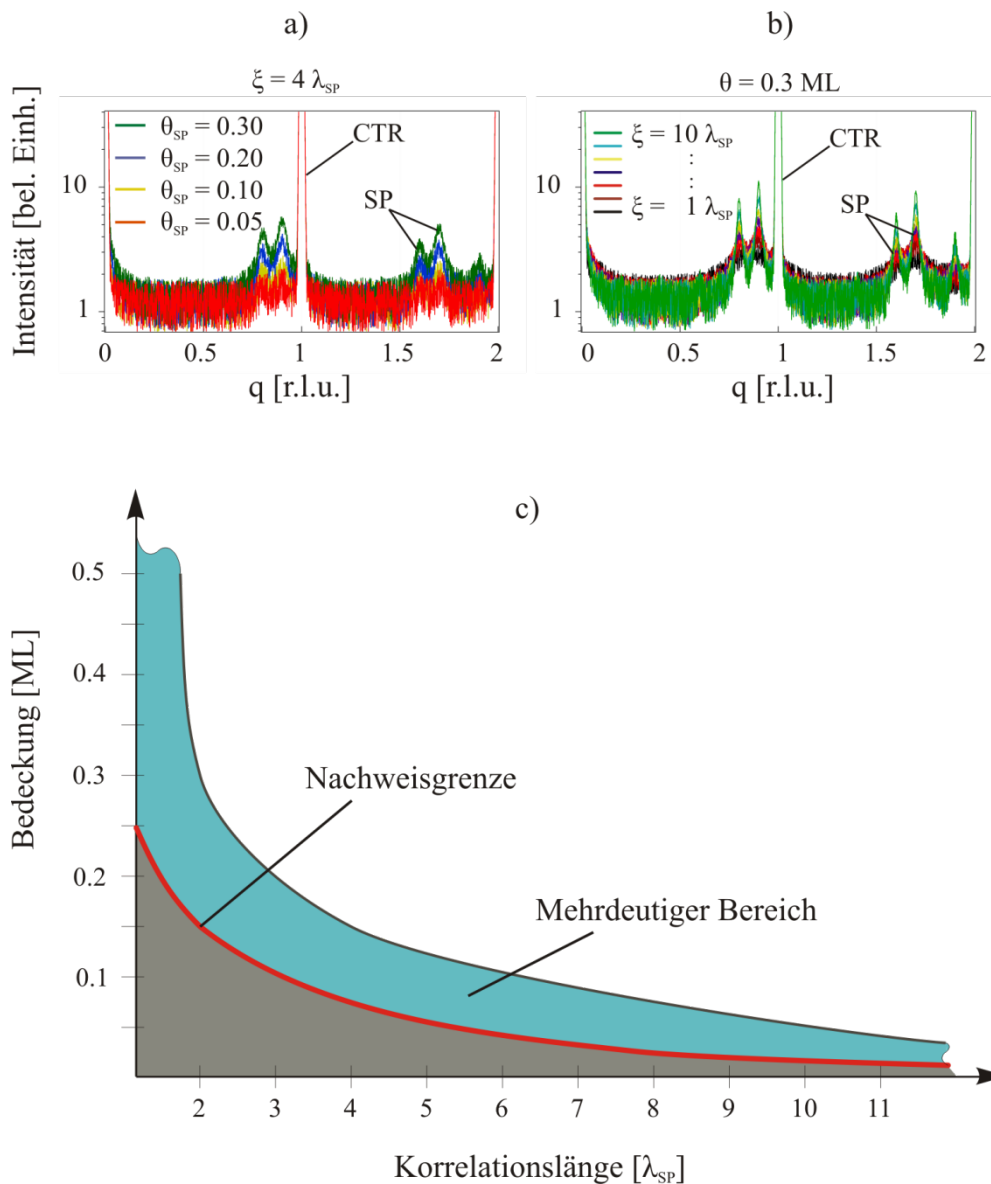 a)
b)
ξ = 4 λSP
θ = 0.3 ML
Intensität [bel. Einh.]
10
1
θSP = 0.30
θSP = 0.20
θSP = 0.10
θSP = 0.05
CTR
SP
0
0.5
1
1.5
2
q [r.l.u.]
10
1
ξ = 10 λSP
:
ξ = 1 λSP
CTR
SP
0
0.5
1
1.5
2
q [r.l.u.]
c)
Bedeckung [ML]
0.5
0.4
0.3
0.2
0.1
Nachweisgrenze
Mehrdeutiger Bereich
2 3 4 5 6 7 8 9 10 11
Korrelationslänge [λSP]